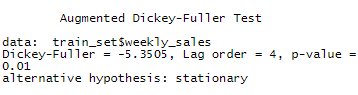 Augmented Dickey-Fuller Test
data:  train_set$weekly_sales
Dickey-Fuller = -5.3505, Lag order = 4, p-value =
0.01
alternative hypothesis: stationary